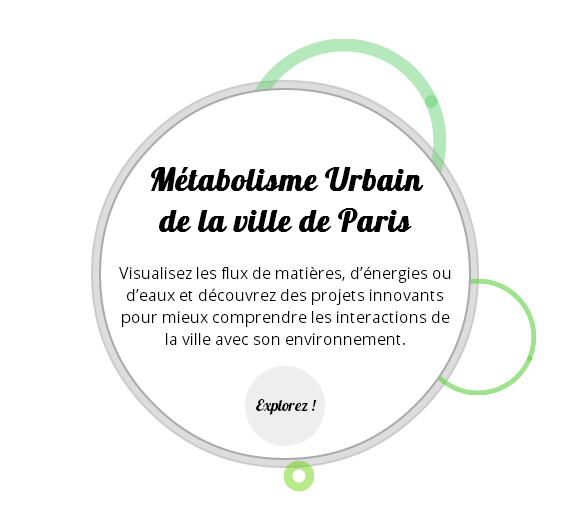 Métabolisme Urbain
de la ville de Paris
Visualisez les flux de matières, d’énergies ou
d’eaux et découvrez des projets innovants
pour mieux comprendre les interactions de
la ville avec son environnement.
Explorez !